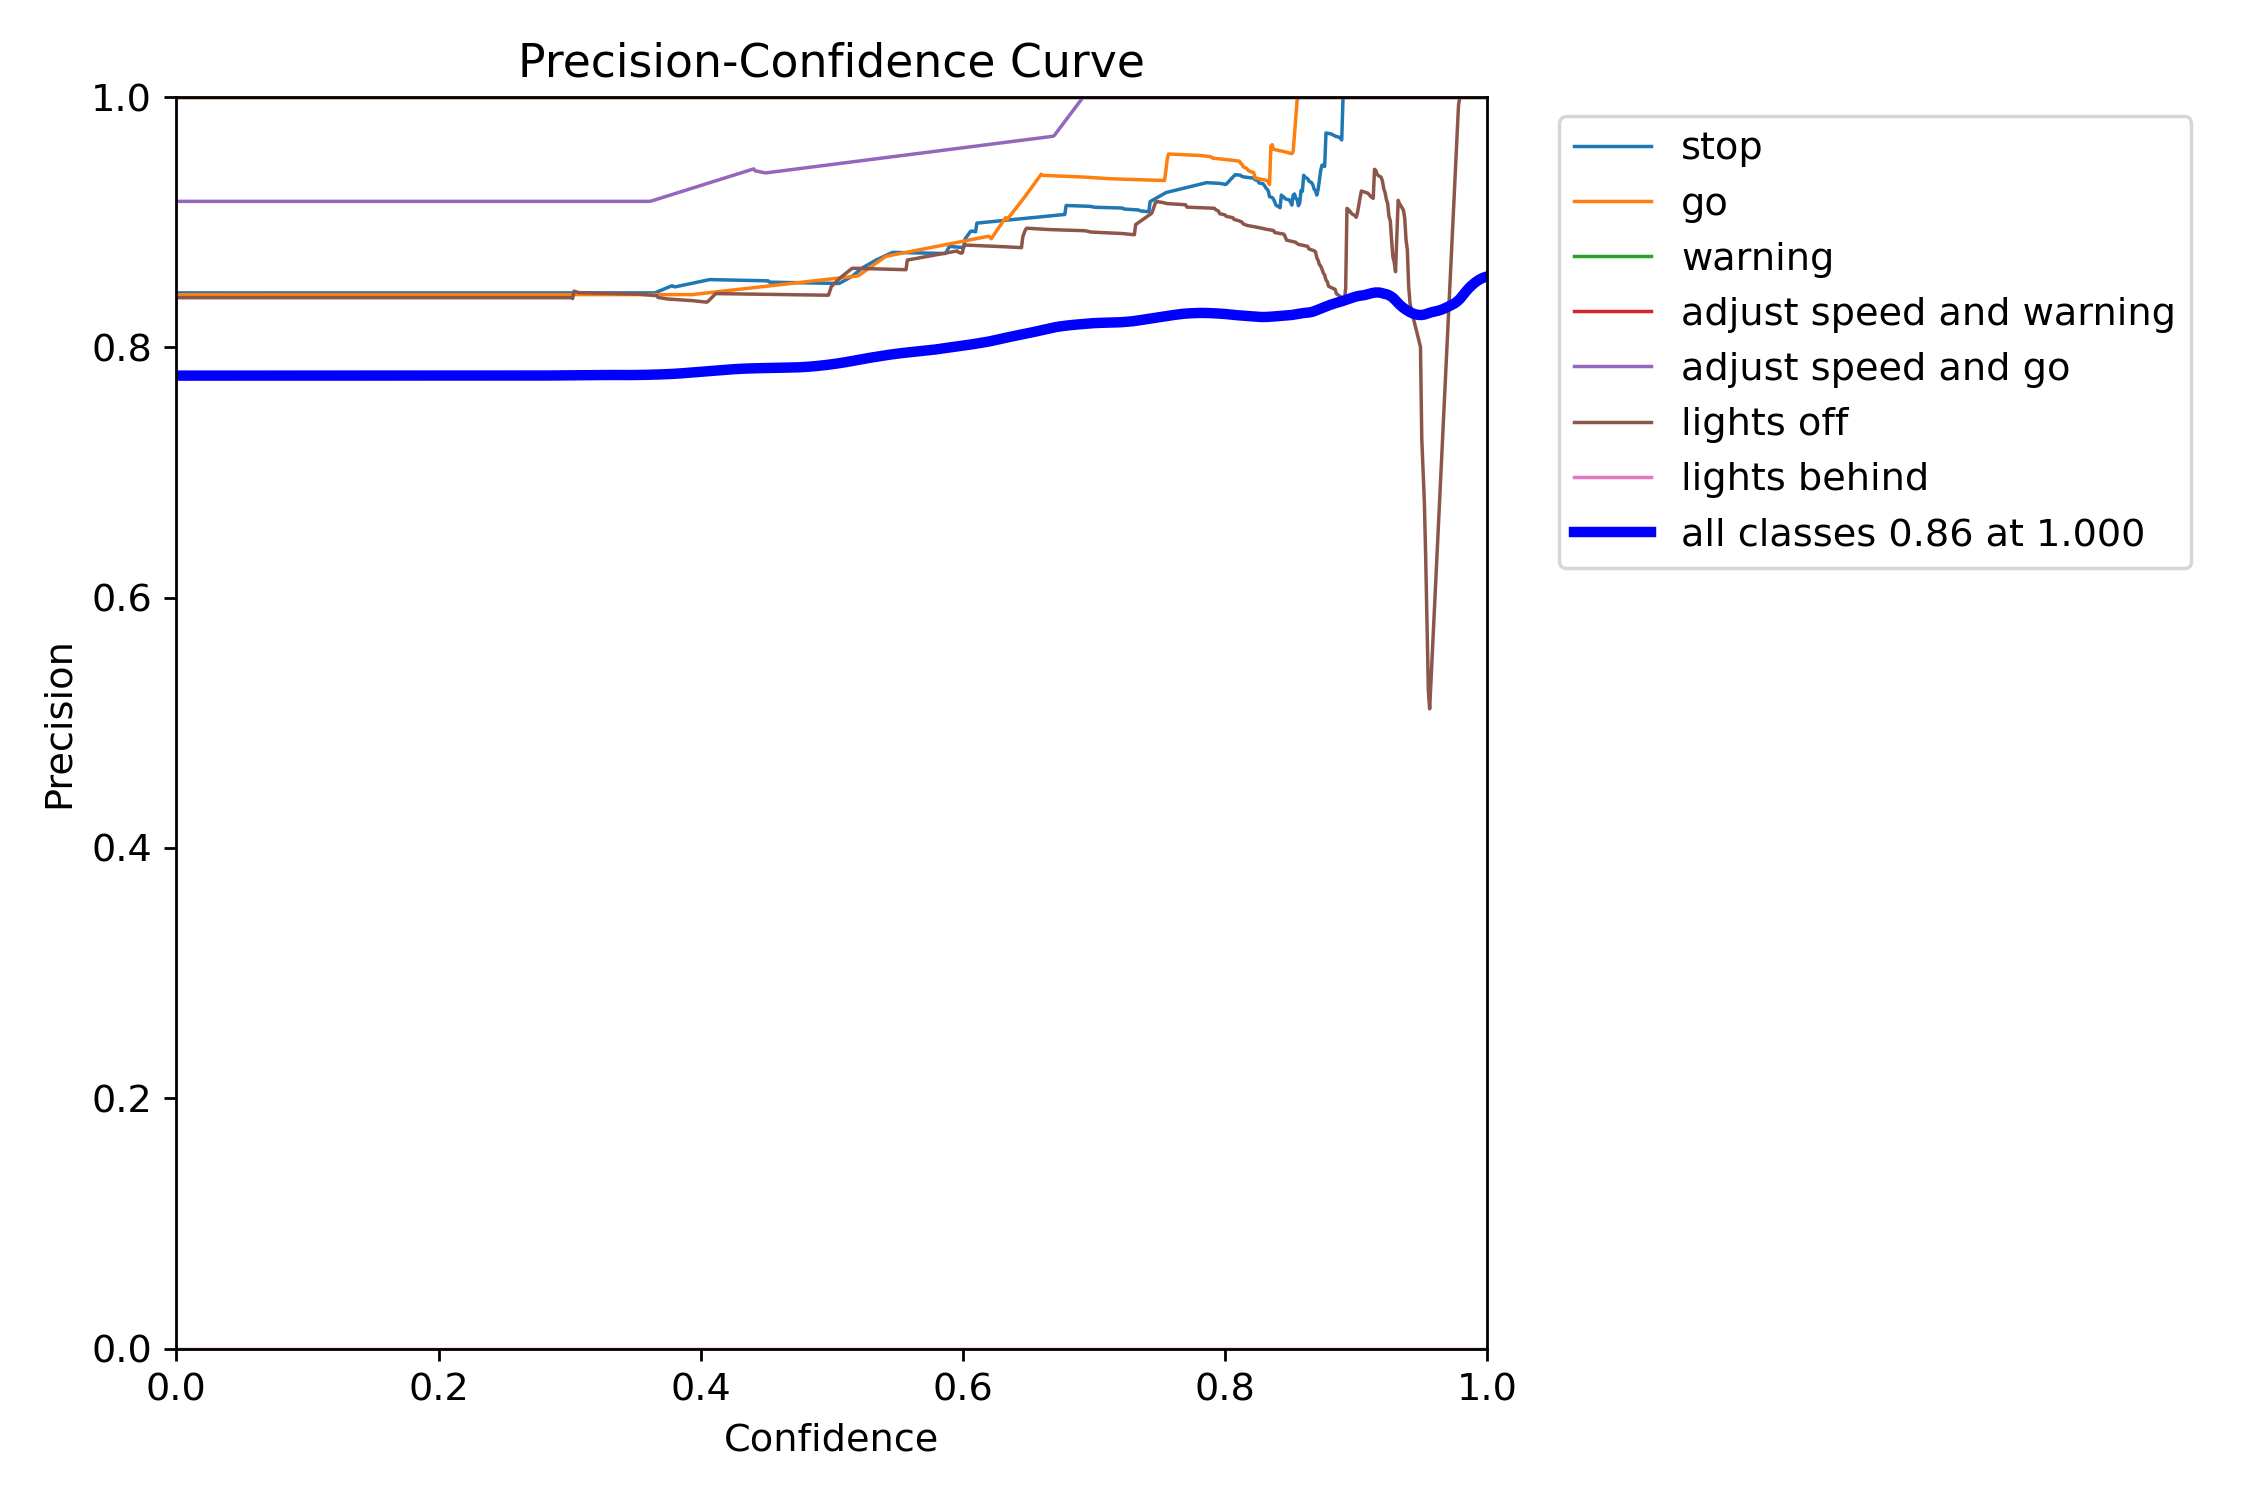 Precision-Confidence Curve
1.0
0.8
0.6
0.4
0.2
0.0
Precision
0.0 0.2 0.4 0.6 0.8 1.0
Confidence
stop
go
warning
adjust speed and warning
adjust speed and go
lights off
lights behind
all classes 0.86 at 1.000